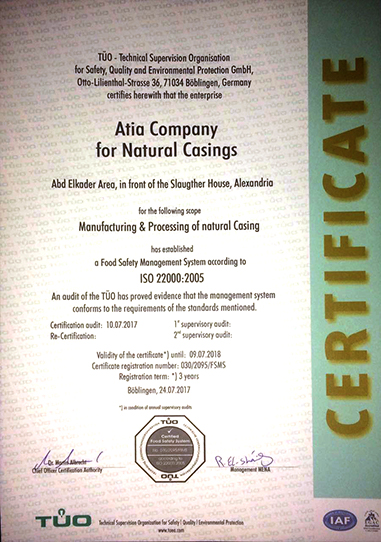 TÜO - Technical Supervision Organisation
for Safety, Quality and Environmental Protection GmbH,
Otto-Lilienthal-Strasse 36, 71034 Böblingen, Germany
certifies herewith that the enterprise
Atia Company
for Natural Casings
Abd Elkader Area, in front of the Slaugther House, Alexandria
for the following scope
Manufacturing & Processing of natural Casing
has established
a Food Safety Management System according to
ISO 22000:2005
An audit of the TÜO has proved evidence that the management system
conforms to the requirements of the standards mentioned.
Certification audit: 10.07.2017 1st supervisory audit:
Re-Certification: 2nd supervisory audit:
Validity of the certificate*) until: 09.07.2018
Certificate registration number: 030/2095/FSMS
Registration term: *) 3 years
Böblingen, 24.07.2017
*) in condition of annual supervisory audits
TÜO
Certified
Food Safety System
TÜO
Dr. Martin Albrecht
Chief Officer Certification Authority
Management MENA
TÜO Technical Supervision Organization for Safety | Quality | Environmental Protection
CERTIFICATE
IAF